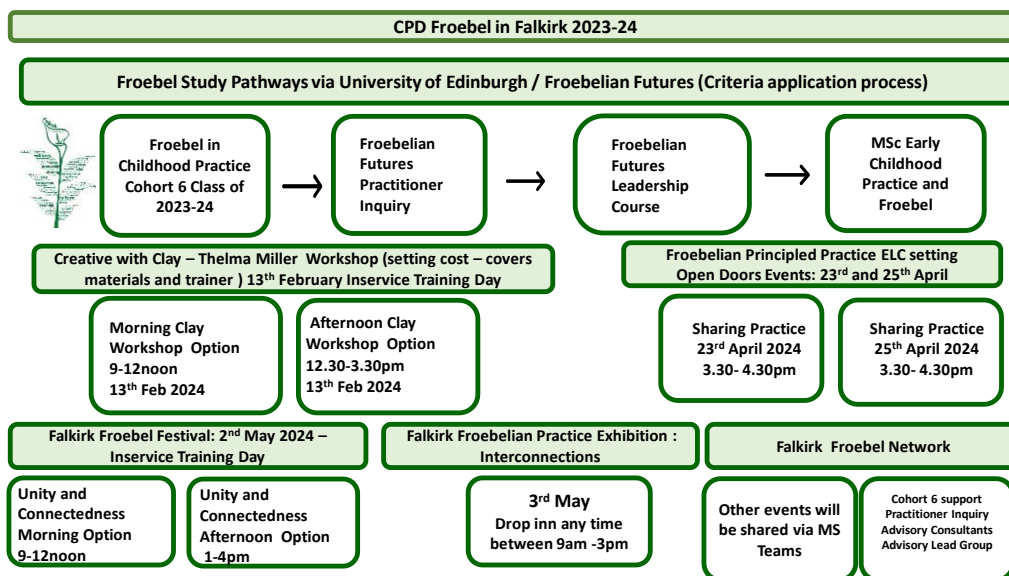 CPD Froebel in Falkirk 2023-24
Froebel Study Pathways via University of Edinburgh / Froebelian Futures (Criteria application process)
Froebel in
Childhood Practice
Cohort 6 Class of
2023-24
Froebelian
Futures
Practitioner
Inquiry
Froebelian
Futures
Leadership
Course
MSc Early
Childhood
Practice and
Froebel
Creative with Clay – Thelma Miller Workshop (setting cost – covers
materials and trainer ) 13th February Inservice Training Day
Froebelian Principled Practice ELC setting
Open Doors Events: 23rd and 25th April
Morning Clay
Workshop Option
9-12noon
13th Feb 2024
Afternoon Clay
Workshop Option
12.30-3.30pm
13th Feb 2024
Sharing Practice
23rd April 2024
3.30- 4.30pm
Sharing Practice
25th April 2024
3.30- 4.30pm
Falkirk Froebel Festival: 2nd May 2024 –
Inservice Training Day
Falkirk Froebelian Practice Exhibition :
Interconnections
Falkirk Froebel Network
Unity and
Connectedness
Morning Option
9-12noon
Unity and
Connectedness
Afternoon Option
1-4pm
3rd May
Drop inn any time
between 9am -3pm
Other events will
be shared via MS
Teams
Cohort 6 support
Practitioner Inquiry
Advisory Consultants
Advisory Lead Group